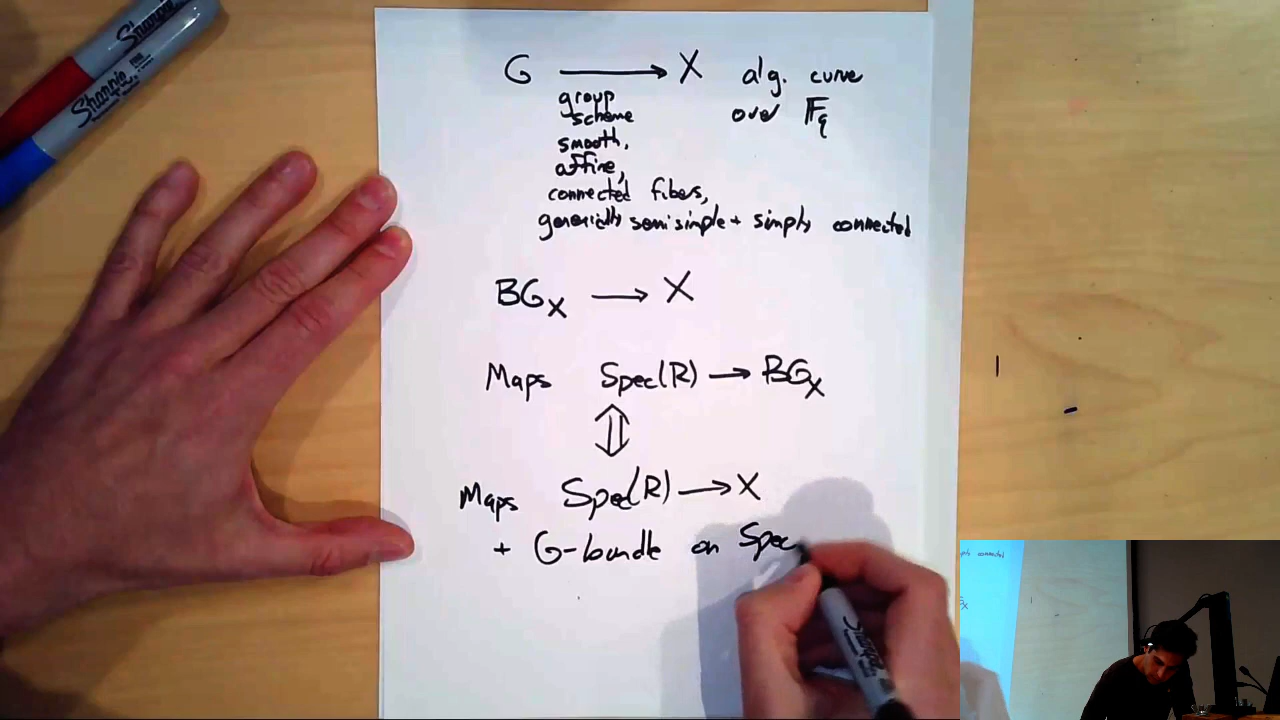 G ⟶ X alg. curve
over 𝔽_q
group
scheme
smooth,
affine,
connected fibers,
generically semisimple + simply connected
BG_X ⟶ X
Maps Spec(R) ⟶ BG_X
⇕
Maps Spec(R) ⟶ X
+ G-bundle on Spec
Sharpie
Sharpie